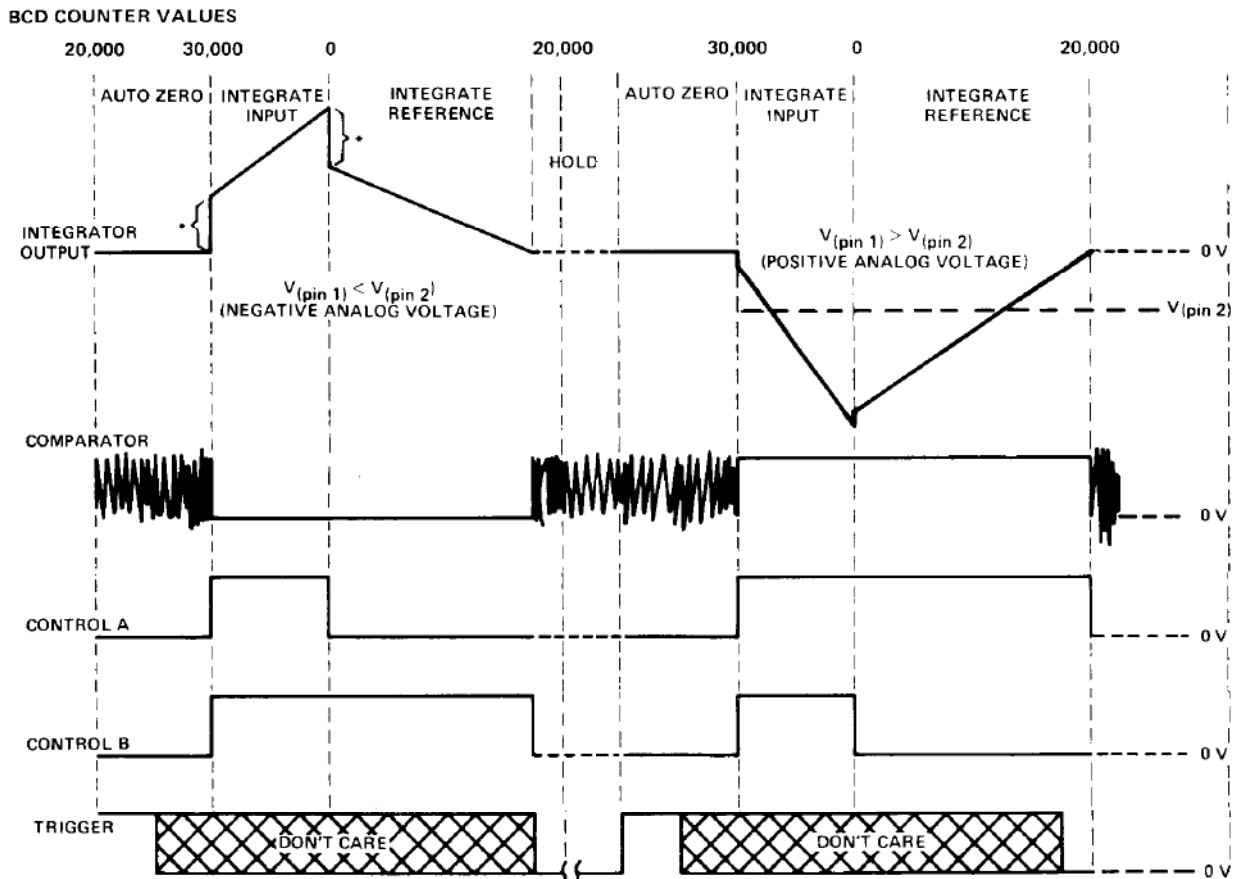 BCD COUNTER VALUES
20,000 30,000 0 20,000 30,000 0 20,000
AUTO ZERO INTEGRATE INPUT INTEGRATE REFERENCE HOLD AUTO ZERO INTEGRATE INPUT INTEGRATE REFERENCE
* *
INTEGRATOR OUTPUT
V(pin 1) < V(pin 2)
(NEGATIVE ANALOG VOLTAGE)
V(pin 1) > V(pin 2)
(POSITIVE ANALOG VOLTAGE)
0 V
V(pin 2)
COMPARATOR
0 V
CONTROL A
0 V
CONTROL B
0 V
TRIGGER
DON'T CARE DON'T CARE
0 V